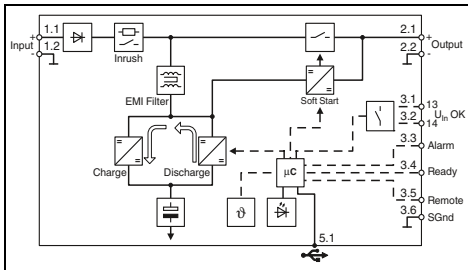 + 1.1
Input
- 1.2
Inrush
2.1 +
Output
2.2 -
EMI Filter
Soft Start
3.1 13
U_In OK
3.2 14
3.3 Alarm
3.4 Ready
3.5 Remote
3.6 SGnd
Charge
Discharge
µC
ϑ
5.1